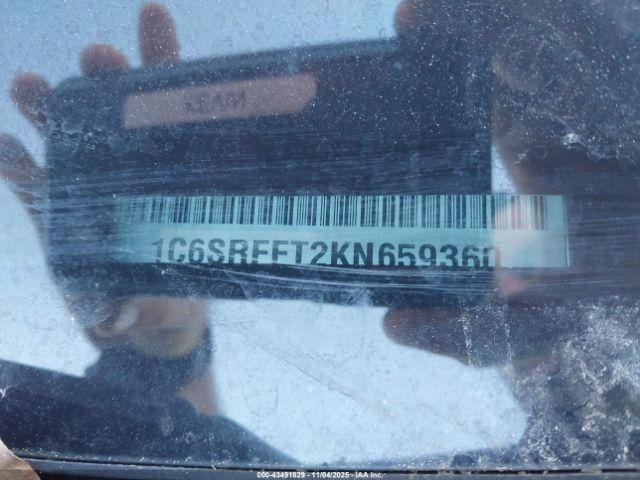 1C6SRFFT2KN659360
000-43491829 - 11/04/2025 - IAA Inc.